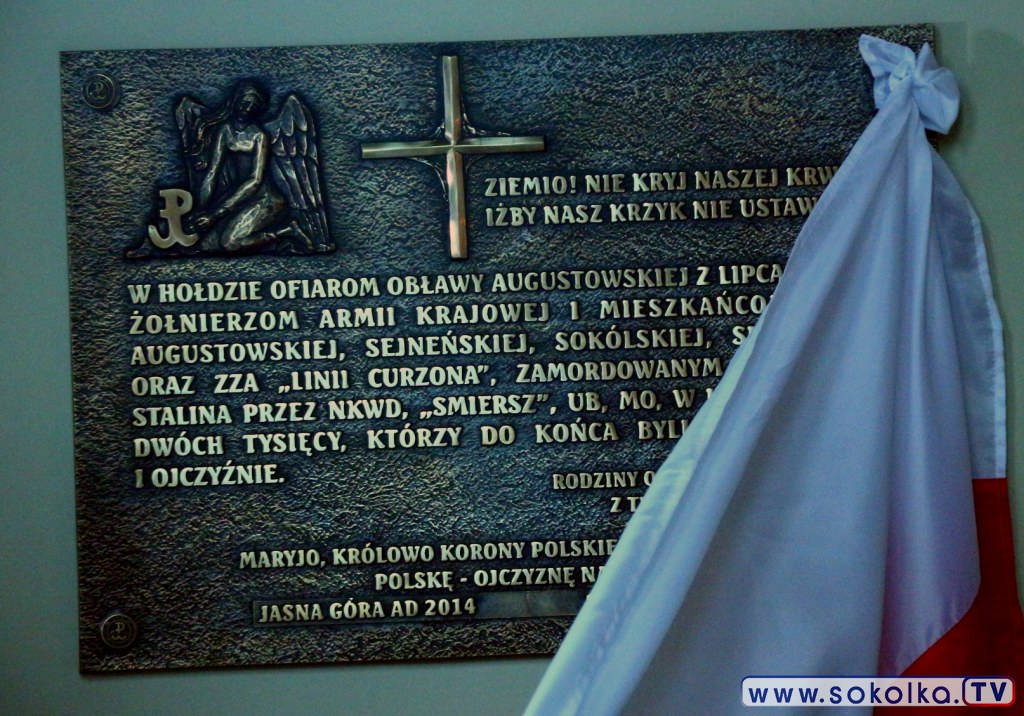 ZIEMIO! NIE KRYJ NASZEJ
IŻBY NASZ KRZYK NIE
W HOŁDZIE OFIAROM OBŁAWY AUGUSTOWSKIEJ Z LIPCA
ŻOŁNIERZOM ARMII KRAJOWEJ I
AUGUSTOWSKIEJ, SEJNEŃSKIEJ, SOKÓLSKIEJ,
ORAZ ZZA „LINII CURZONA”,
STALINA PRZEZ NKWD, „SMIERSZ”, UB, MO, W
DWÓCH TYSIĘCY, KTÓRZY DO KOŃCA
I OJCZYŹNIE.
RODZINY
Z
MARYJO, KRÓLOWO KORONY
POLSKĘ - OJCZYZNĘ
JASNA GÓRA AD 2014
www.sokolka.TV